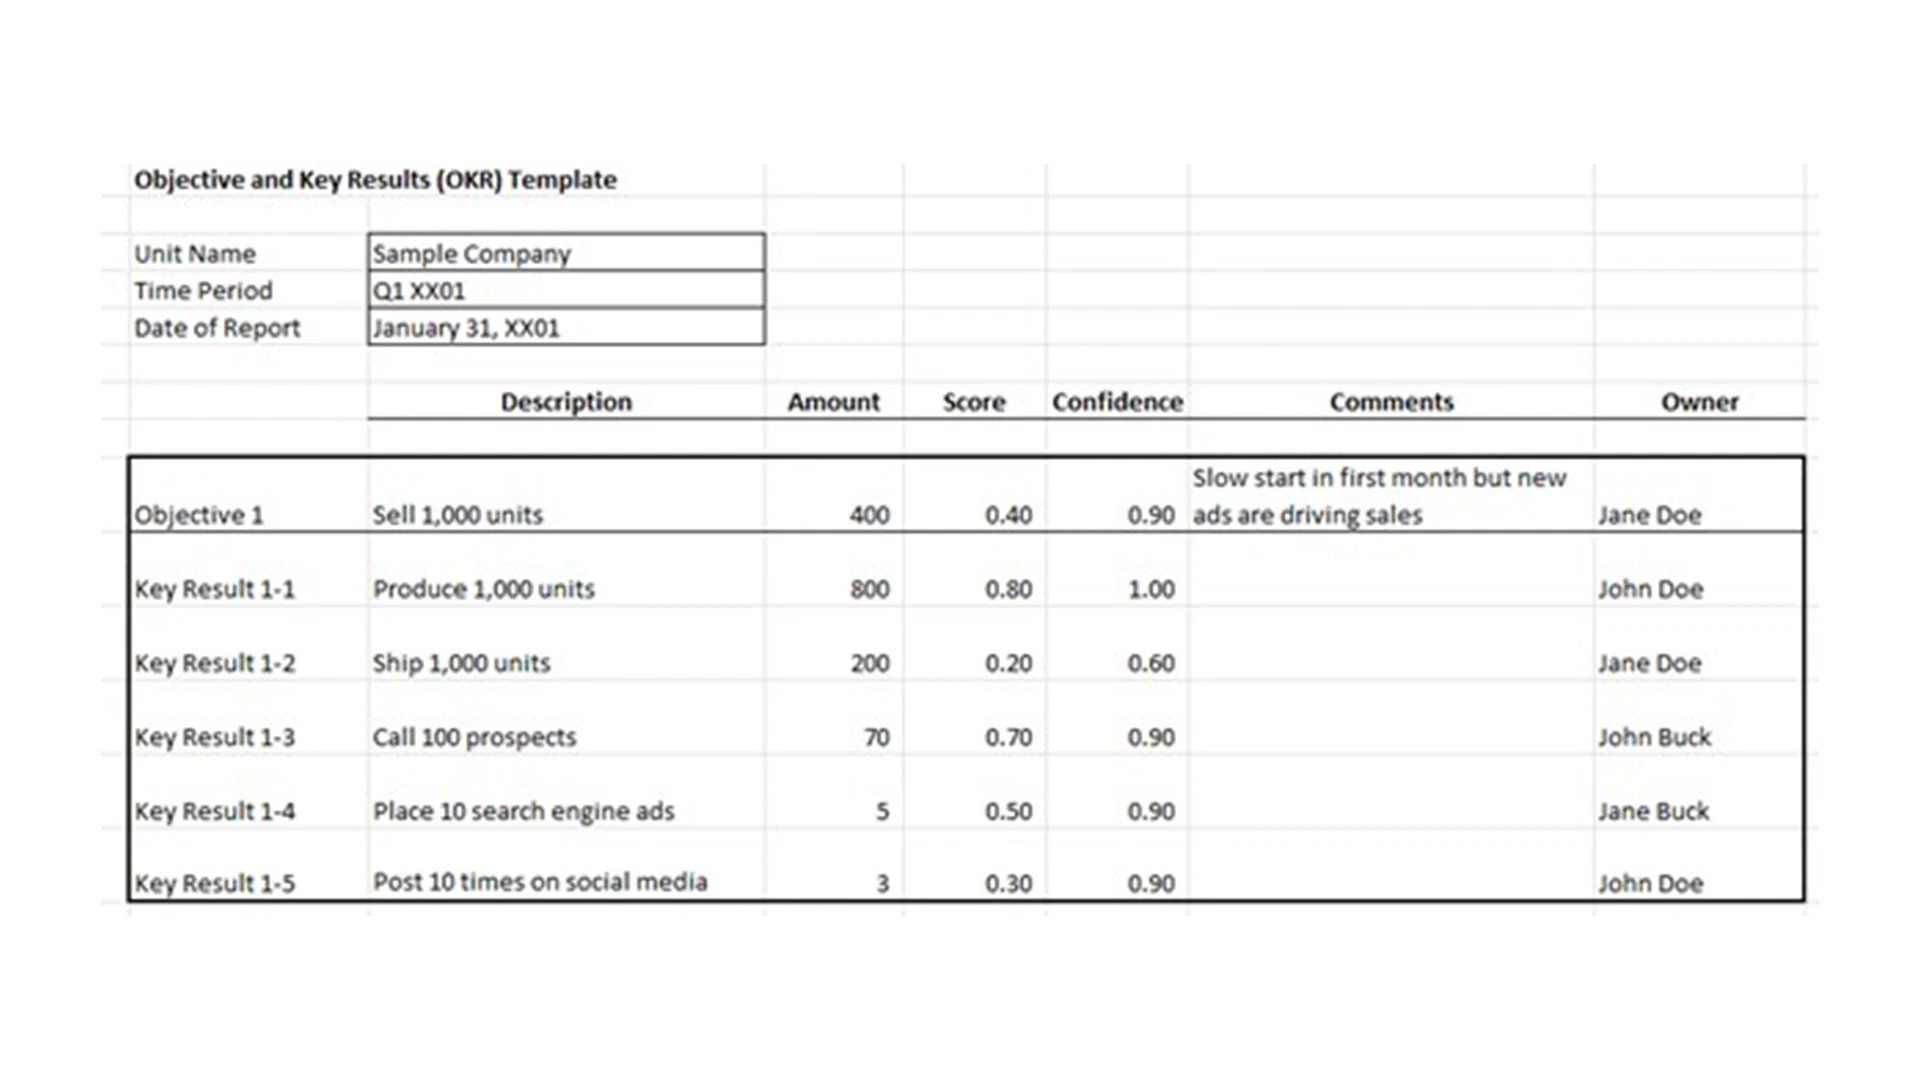 Objective and Key Results (OKR) Template
Unit Name Sample Company
Time Period Q1 XX01
Date of Report January 31, XX01
Description Amount Score Confidence Comments Owner
Objective 1 Sell 1,000 units 400 0.40 0.90 Slow start in first month but new
ads are driving sales Jane Doe
Key Result 1-1 Produce 1,000 units 800 0.80 1.00 John Doe
Key Result 1-2 Ship 1,000 units 200 0.20 0.60 Jane Doe
Key Result 1-3 Call 100 prospects 70 0.70 0.90 John Buck
Key Result 1-4 Place 10 search engine ads 5 0.50 0.90 Jane Buck
Key Result 1-5 Post 10 times on social media 3 0.30 0.90 John Doe